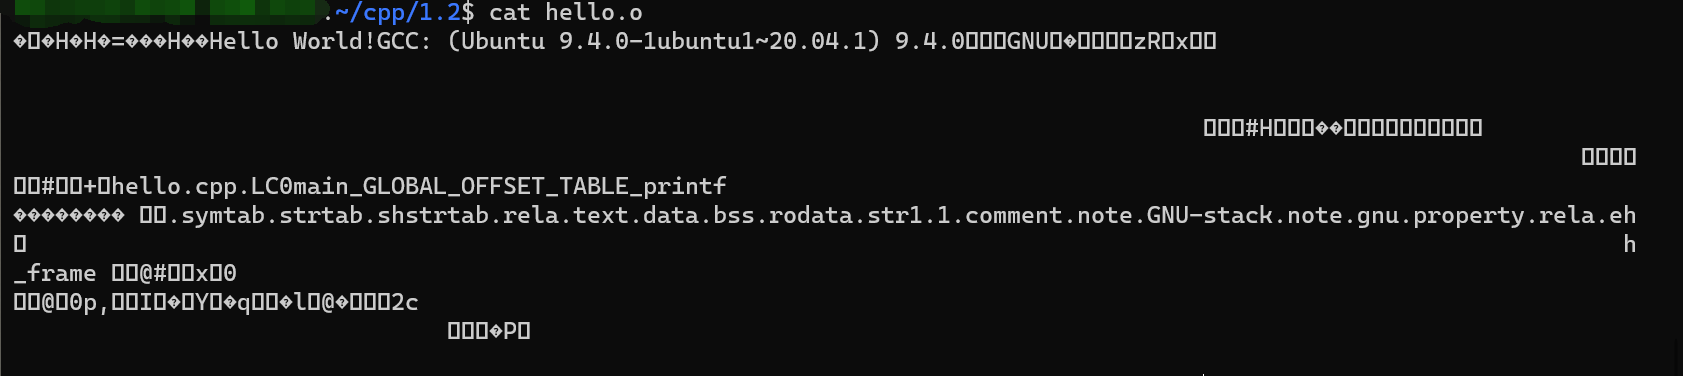 :~/cpp/1.2$ cat hello.o
�▯�H�H�=���H��Hello World!GCC: (Ubuntu 9.4.0-1ubuntu1~20.04.1) 9.4.0▯▯▯GNU▯�▯▯▯▯zR▯x▯▯
▯▯▯#H▯▯▯��▯▯▯▯▯▯▯▯▯▯
▯▯▯▯
▯▯#▯▯+▯hello.cpp.LC0main_GLOBAL_OFFSET_TABLE_printf
�������� ▯▯.symtab.strtab.shstrtab.rela.text.data.bss.rodata.str1.1.comment.note.GNU-stack.note.gnu.property.rela.eh
▯ h
_frame ▯▯@#▯▯x▯0
▯▯@▯0p,▯▯I▯�▯Y▯�q▯▯�l▯@�▯▯▯2c
▯▯▯�P▯